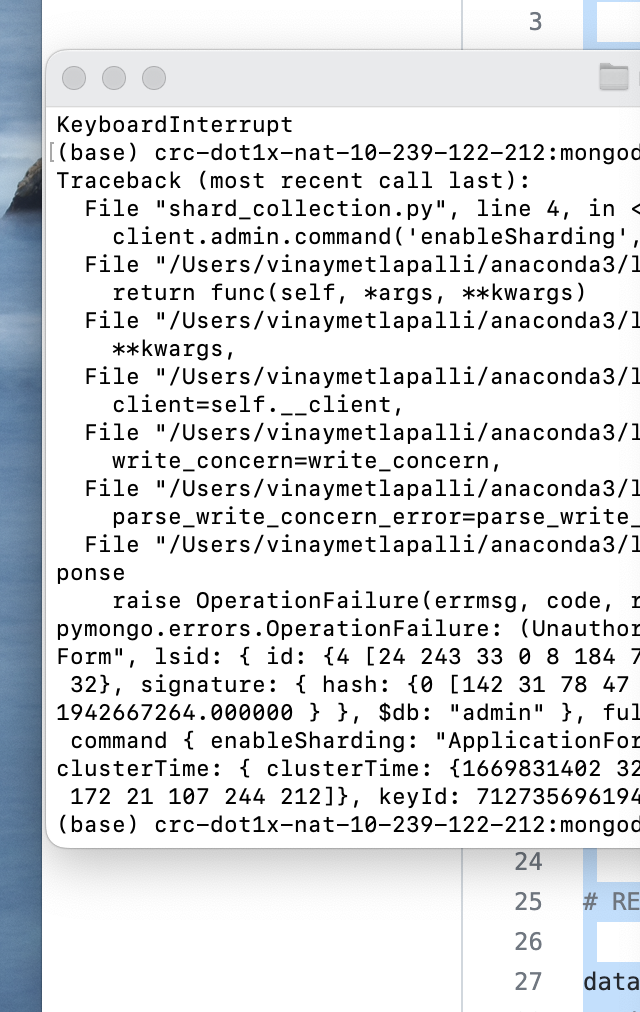 3
KeyboardInterrupt
[(base) crc-dot1x-nat-10-239-122-212:mongod
Traceback (most recent call last):
  File "shard_collection.py", line 4, in <
    client.admin.command('enableSharding',
  File "/Users/vinaymetlapalli/anaconda3/l
    return func(self, *args, **kwargs)
  File "/Users/vinaymetlapalli/anaconda3/l
    **kwargs,
  File "/Users/vinaymetlapalli/anaconda3/l
    client=self.__client,
  File "/Users/vinaymetlapalli/anaconda3/l
    write_concern=write_concern,
  File "/Users/vinaymetlapalli/anaconda3/l
    parse_write_concern_error=parse_write_
  File "/Users/vinaymetlapalli/anaconda3/l
ponse
    raise OperationFailure(errmsg, code, r
pymongo.errors.OperationFailure: (Unauthor
Form", lsid: { id: {4 [24 243 33 0 8 184 7
 32}, signature: { hash: {0 [142 31 78 47
1942667264.000000 } }, $db: "admin" }, ful
 command { enableSharding: "ApplicationFor
clusterTime: { clusterTime: {1669831402 32
 172 21 107 244 212]}, keyId: 712735696194
(base) crc-dot1x-nat-10-239-122-212:mongod
24
25 # RE
26
27 data